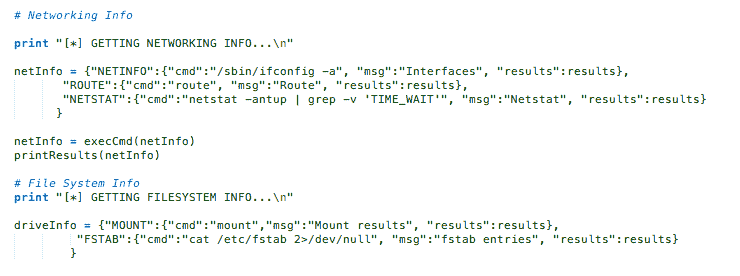 # Networking Info
print "[*] GETTING NETWORKING INFO...\n"
netInfo = {"NETINFO":{"cmd":"/sbin/ifconfig -a", "msg":"Interfaces", "results":results},
"ROUTE":{"cmd":"route", "msg":"Route", "results":results},
"NETSTAT":{"cmd":"netstat -antup | grep -v 'TIME_WAIT'", "msg":"Netstat", "results":results}
}
netInfo = execCmd(netInfo)
printResults(netInfo)
# File System Info
print "[*] GETTING FILESYSTEM INFO...\n"
driveInfo = {"MOUNT":{"cmd":"mount","msg":"Mount results", "results":results},
"FSTAB":{"cmd":"cat /etc/fstab 2>/dev/null", "msg":"fstab entries", "results":results}
}